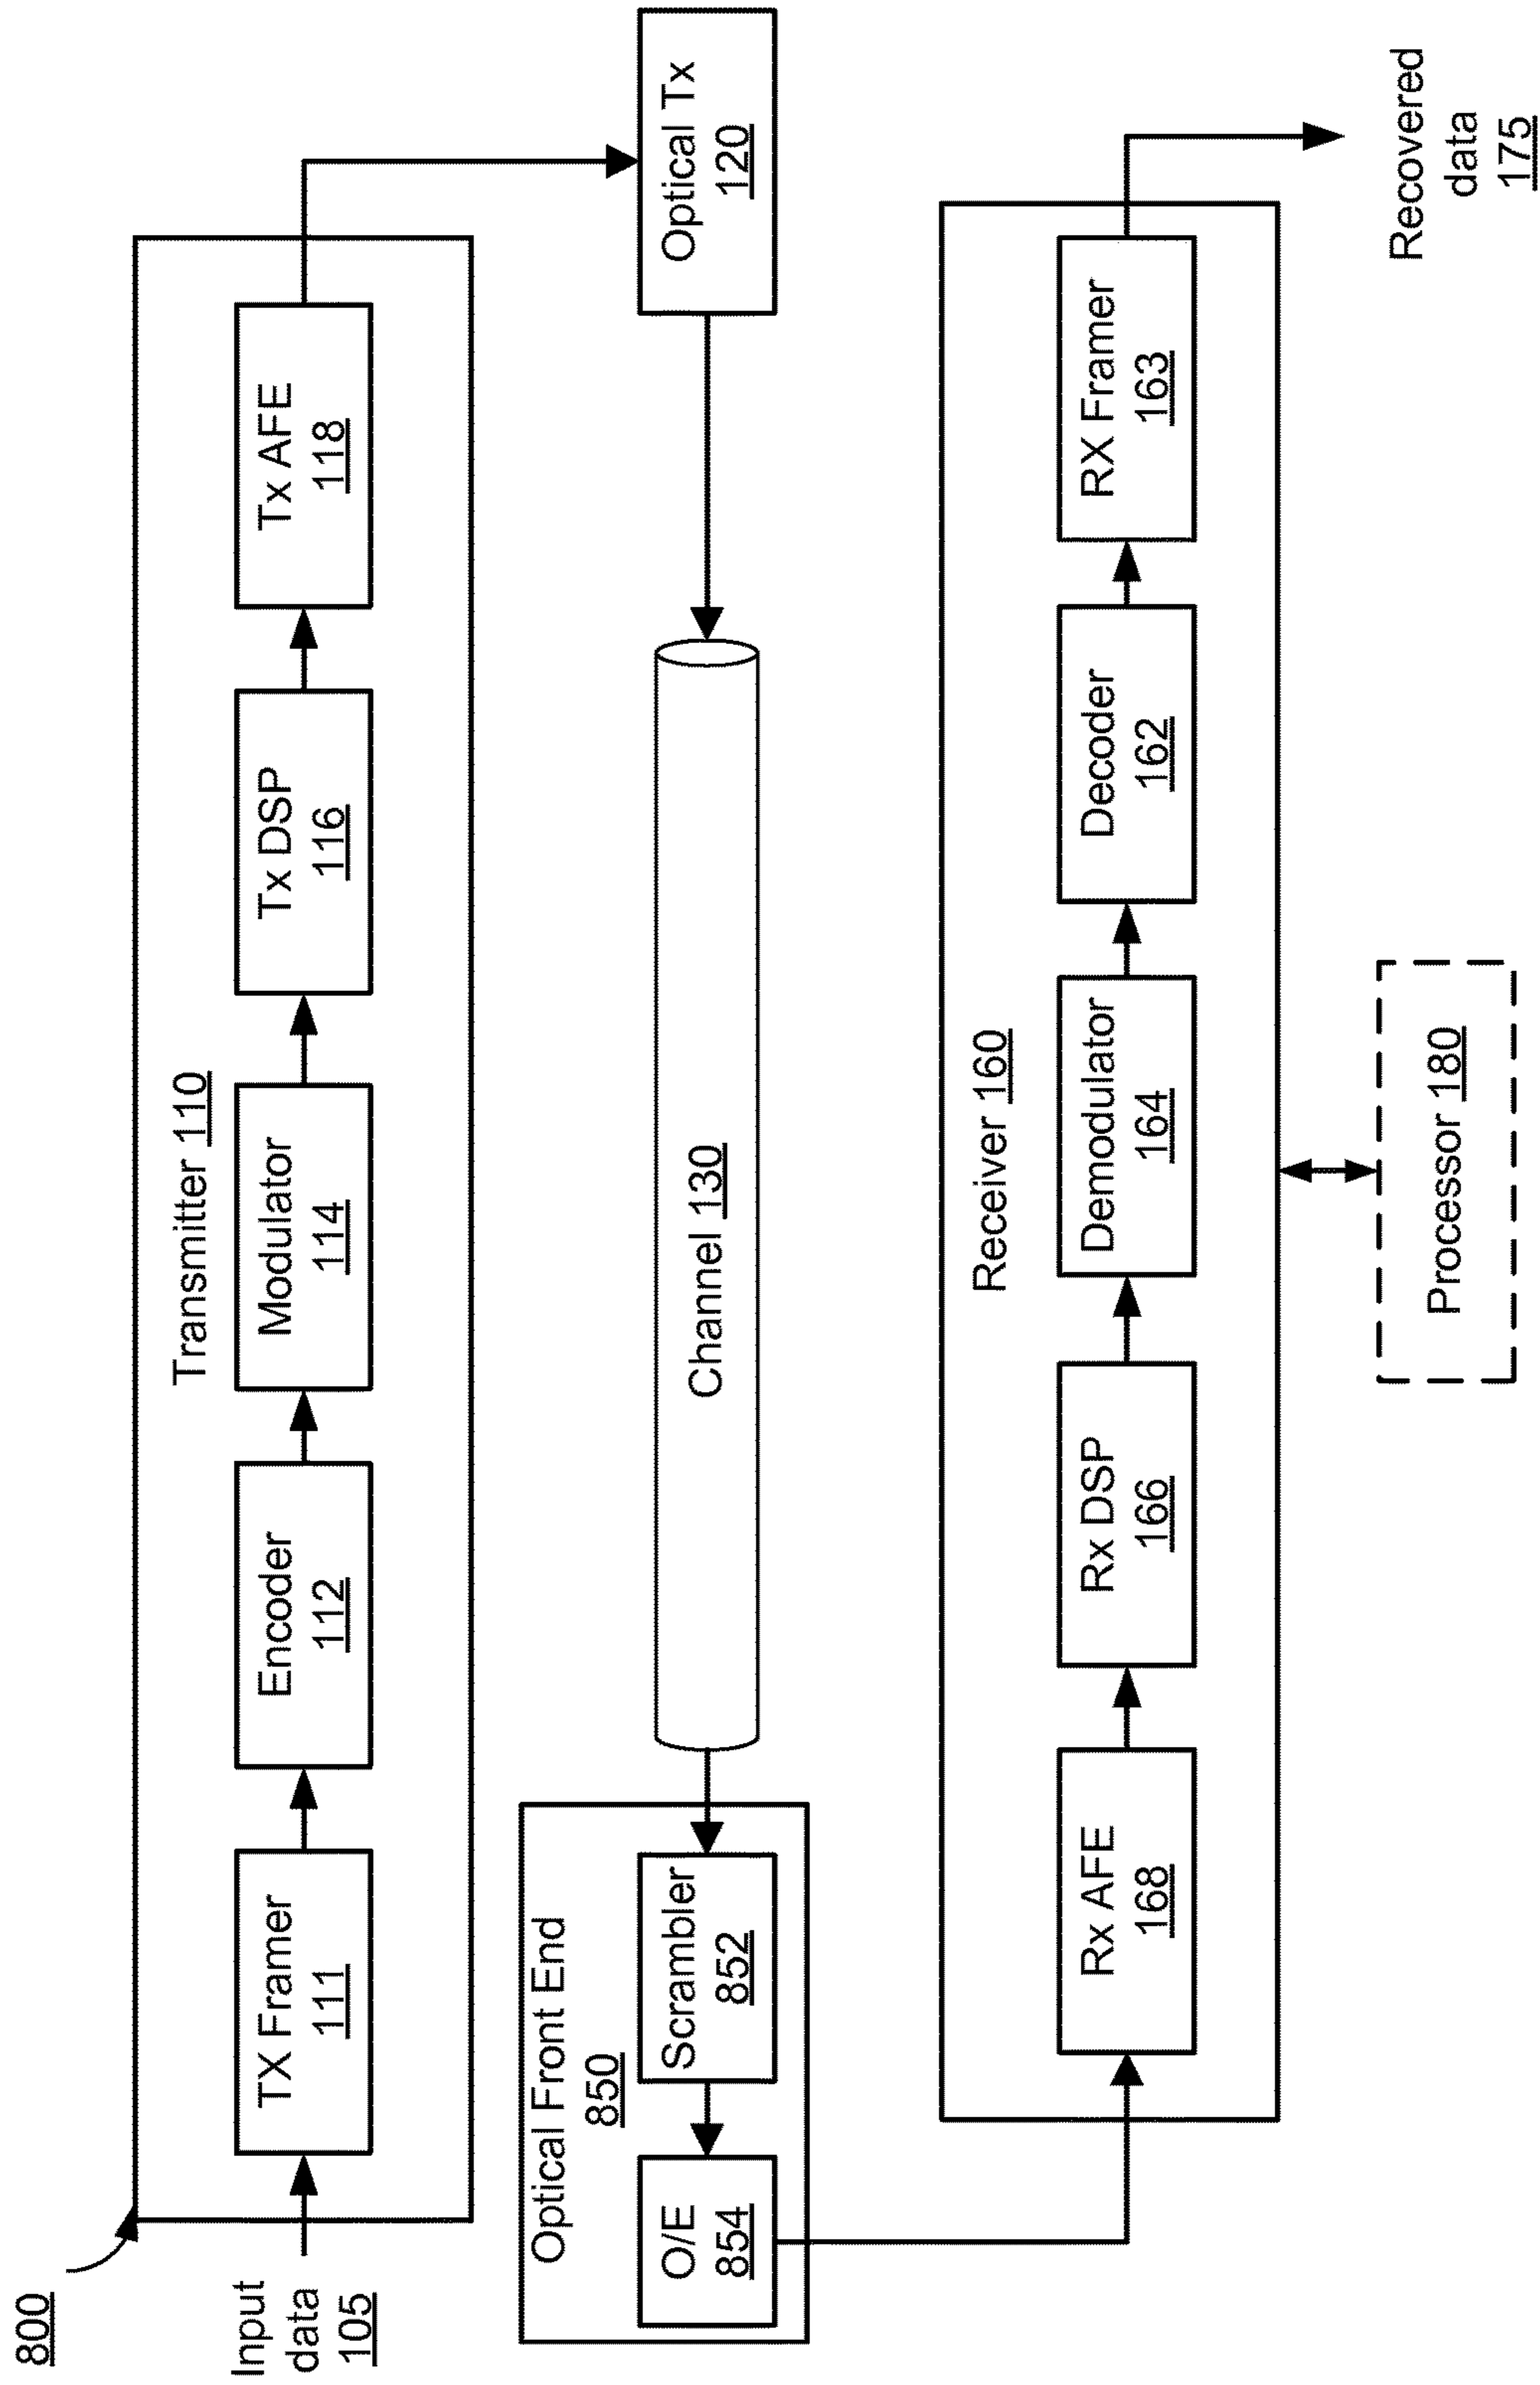 800
Input
data
105
Transmitter 110
TX Framer
111
Encoder
112
Modulator
114
Tx DSP
116
Tx AFE
118
Optical Tx
120
Channel 130
Optical Front End
850
Scrambler
852
O/E
854
Receiver 160
Rx AFE
168
Rx DSP
166
Demodulator
164
Decoder
162
RX Framer
163
Recovered
data
175
Processor 180